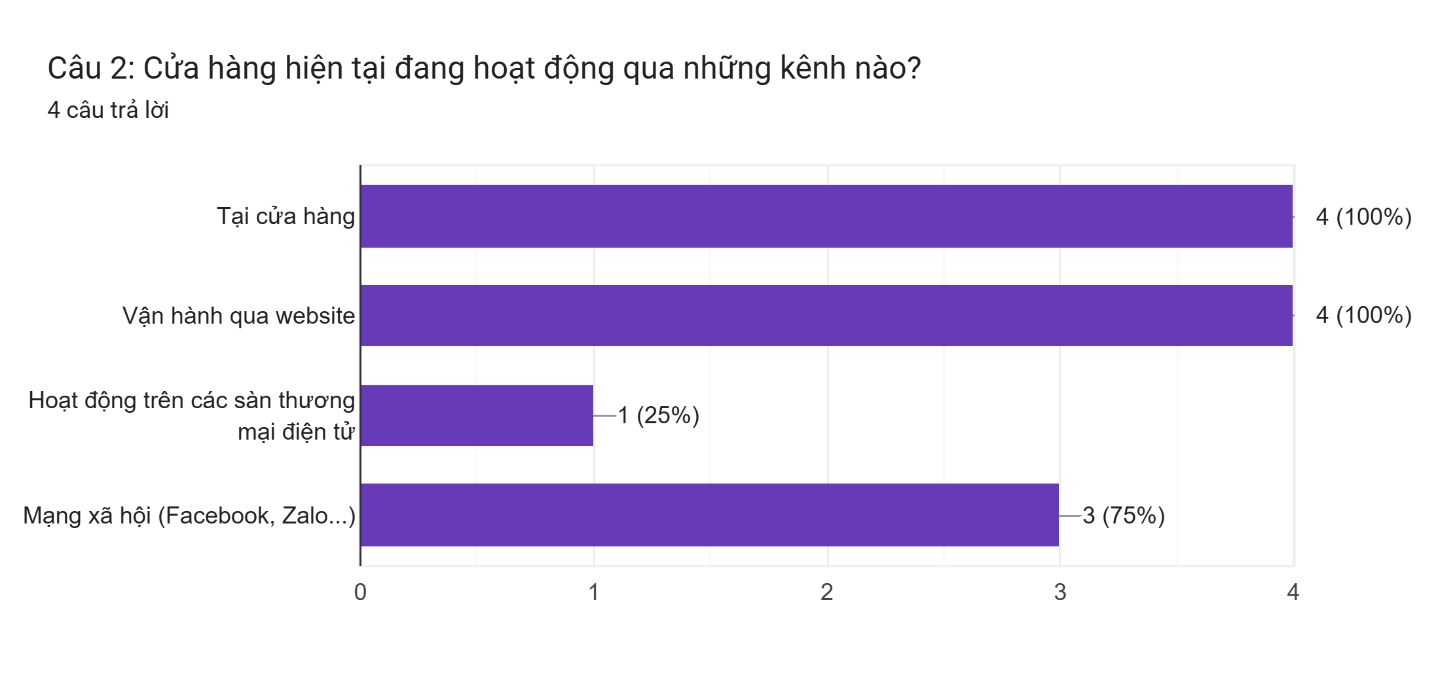 Câu 2: Cửa hàng hiện tại đang hoạt động qua những kênh nào?
4 câu trả lời
Tại cửa hàng
4 (100%)
Vận hành qua website
4 (100%)
Hoạt động trên các sàn thương
mại điện tử
1 (25%)
Mạng xã hội (Facebook, Zalo...)
3 (75%)
0
1
2
3
4